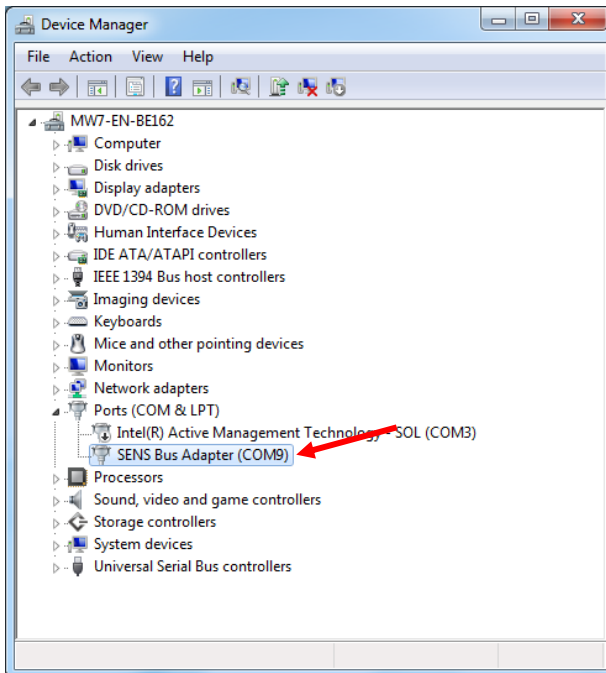 Device Manager
File Action View Help
MW7-EN-BE162
Computer
Disk drives
Display adapters
DVD/CD-ROM drives
Human Interface Devices
IDE ATA/ATAPI controllers
IEEE 1394 Bus host controllers
Imaging devices
Keyboards
Mice and other pointing devices
Monitors
Network adapters
Ports (COM & LPT)
Intel(R) Active Management Technology - SOL (COM3)
SENS Bus Adapter (COM9)
Processors
Sound, video and game controllers
Storage controllers
System devices
Universal Serial Bus controllers